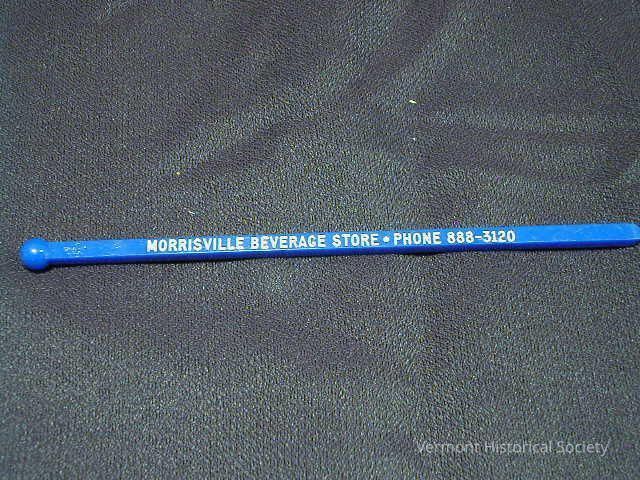 MORRISVILLE BEVERAGE STORE • PHONE 888-3120
Vermont Historical Society